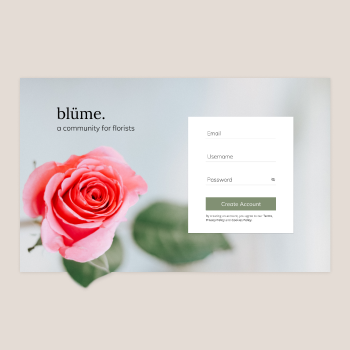 blüme.
a community for florists
Email
Username
Password
Create Account
By creating an account, you agree to our Terms,
Privacy Policy and Cookies Policy.